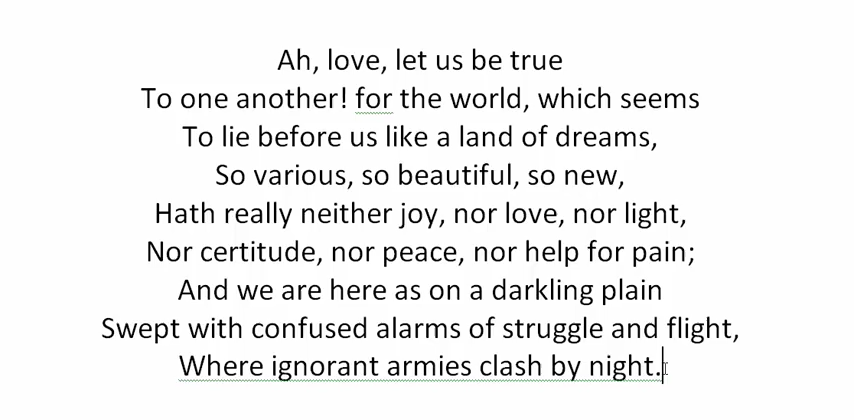 Ah, love, let us be true
To one another! for the world, which seems
To lie before us like a land of dreams,
So various, so beautiful, so new,
Hath really neither joy, nor love, nor light,
Nor certitude, nor peace, nor help for pain;
And we are here as on a darkling plain
Swept with confused alarms of struggle and flight,
Where ignorant armies clash by night.